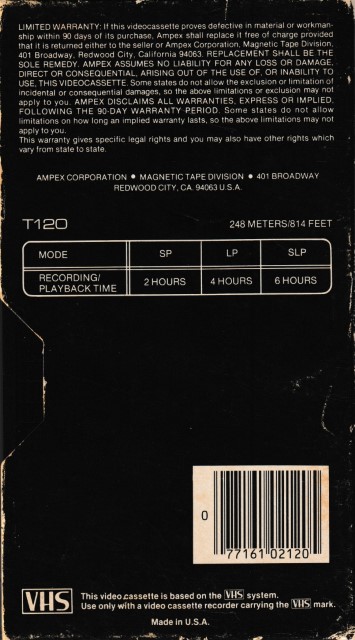 LIMITED WARRANTY: If this videocassette proves defective in material or workman-
ship within 90 days of its purchase, Ampex shall replace it free of charge provided
that it is returned either to the seller or Ampex Corporation, Magnetic Tape Division,
401 Broadway, Redwood City, California 94063. REPLACEMENT SHALL BE THE
SOLE REMEDY. AMPEX ASSUMES NO LIABILITY FOR ANY LOSS OR DAMAGE,
DIRECT OR CONSEQUENTIAL, ARISING OUT OF THE USE OF, OR INABILITY TO
USE, THIS VIDEOCASSETTE. Some states do not allow the exclusion or limitation of
incidental or consequential damages, so the above limitations or exclusion may not
apply to you. AMPEX DISCLAIMS ALL WARRANTIES, EXPRESS OR IMPLIED,
FOLLOWING THE 90-DAY WARRANTY PERIOD. Some states do not allow
limitations on how long an implied warranty lasts, so the above limitations may not
apply to you.
This warranty gives specific legal rights and you may also have other rights which
vary from state to state.
AMPEX CORPORATION ● MAGNETIC TAPE DIVISION ● 401 BROADWAY
REDWOOD CITY, CA. 94063 U.S.A.
T120 248 METERS/814 FEET
MODE SP LP SLP
RECORDING/
PLAYBACK TIME 2 HOURS 4 HOURS 6 HOURS
0 77161 02120
VHS This video cassette is based on the VHS system.
Use only with a video cassette recorder carrying the VHS mark.
Made in U.S.A.